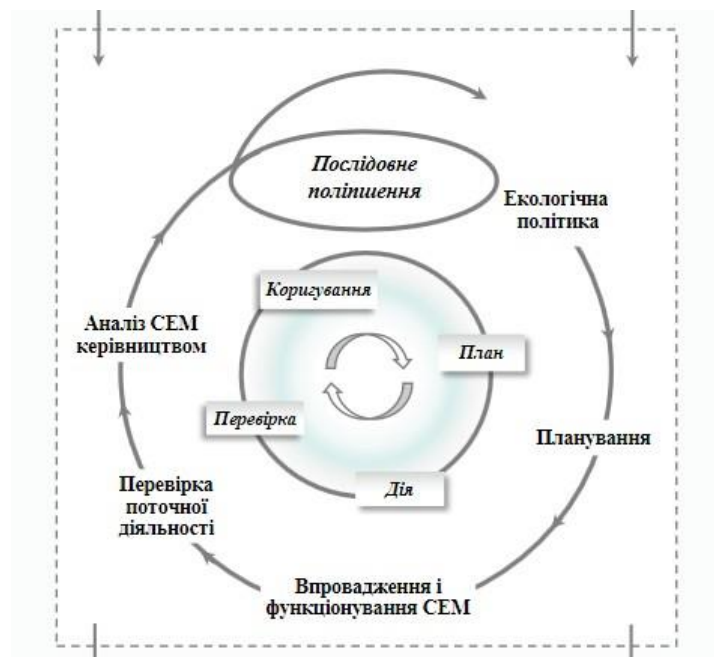 Послідовне
поліпшення
Екологічна
політика
Коригування
Аналіз СЕМ
керівництвом
План
Перевірка
Планування
Перевірка
поточної
діяльності
Дія
Впровадження і
функціонування СЕМ